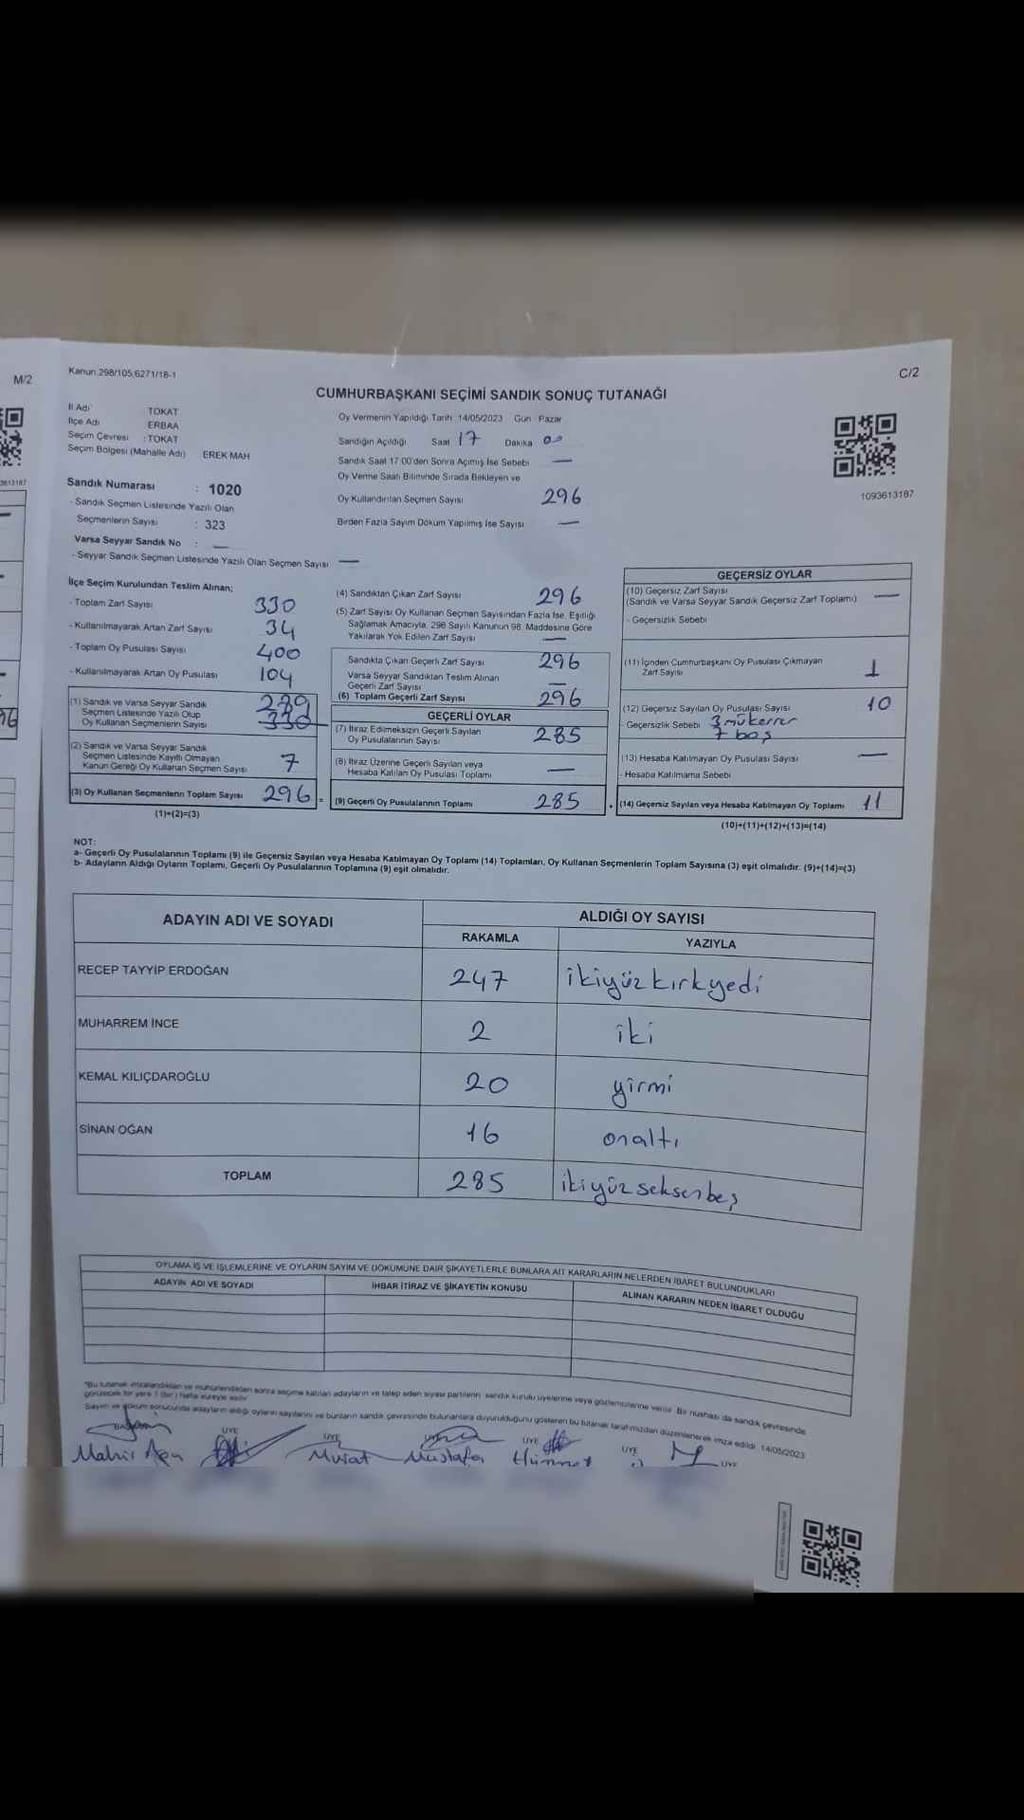 M/2
Kanun 298/105,6271/18-1
C/2
CUMHURBAŞKANI SEÇİMİ SANDIK SONUÇ TUTANAĞI
İl Adı : TOKAT
İlçe Adı : ERBAA
Seçim Çevresi : TOKAT
Seçim Bölgesi (Mahalle Adı) EREK MAH
Sandık Numarası : 1020
- Sandık Seçmen Listesinde Yazılı Olan
Seçmenlerin Sayısı : 323
Varsa Seyyar Sandık No : —
- Seyyar Sandık Seçmen Listesinde Yazılı Olan Seçmen Sayısı —
Oy Vermenin Yapıldığı Tarih 14/05/2023 Gün Pazar
Sandığın Açıldığı Saat 17 Dakika 00
Sandık Saat 17:00'den Sonra Açımış İse Sebebi —
Oy Verme Saati Bitiminde Sırada Bekleyen ve
Oy Kullandırılan Seçmen Sayısı 296
Birden Fazla Sayım Döküm Yapılmış İse Sayısı —
1093613187
İlçe Seçim Kurulundan Teslim Alınan;
- Toplam Zarf Sayısı 330
- Kullanılmayarak Artan Zarf Sayısı 34
- Toplam Oy Pusulası Sayısı 400
- Kullanılmayarak Artan Oy Pusulası 104
(1) Sandık ve Varsa Seyyar Sandık
Seçmen Listesinde Yazılı Olup
Oy Kullanan Seçmenlerin Sayısı 289 330
(2) Sandık ve Varsa Seyyar Sandık
Seçmen Listesinde Kayıtlı Olmayan
Kanun Gereği Oy Kullanan Seçmen Sayısı 7
(3) Oy Kullanan Seçmenlerin Toplam Sayısı 296
(1)+(2)=(3)
(4) Sandıktan Çıkan Zarf Sayısı 296
(5) Zarf Sayısı Oy Kullanan Seçmen Sayısından Fazla İse, Eşitliği
Sağlamak Amacıyla, 298 Sayılı Kanunun 98. Maddesine Göre
Yakılarak Yok Edilen Zarf Sayısı —
Sandıkta Çıkan Geçerli Zarf Sayısı 296
Varsa Seyyar Sandıktan Teslim Alınan
Geçerli Zarf Sayısı —
(6) Toplam Geçerli Zarf Sayısı 296
GEÇERLİ OYLAR
(7) İtiraz Edilmeksizin Geçerli Sayılan
Oy Pusulalarının Sayısı 285
(8) İtiraz Üzerine Geçerli Sayılan veya
Hesaba Katılan Oy Pusulası Toplamı —
(9) Geçerli Oy Pusulalarının Toplamı 285
GEÇERSİZ OYLAR
(10) Geçersiz Zarf Sayısı
(Sandık ve Varsa Seyyar Sandık Geçersiz Zarf Toplamı) —
- Geçersizlik Sebebi
(11) İçinden Cumhurbaşkanı Oy Pusulası Çıkmayan
Zarf Sayısı 1
(12) Geçersiz Sayılan Oy Pusulası Sayısı 10
- Geçersizlik Sebebi 3 mükerrer
7 boş
(13) Hesaba Katılmayan Oy Pusulası Sayısı —
- Hesaba Katılmama Sebebi
(14) Geçersiz Sayılan veya Hesaba Katılmayan Oy Toplamı 11
(10)+(11)+(12)+(13)=(14)
NOT:
a- Geçerli Oy Pusulalarının Toplamı (9) ile Geçersiz Sayılan veya Hesaba Katılmayan Oy Toplamı (14) Toplamları, Oy Kullanan Seçmenlerin Toplam Sayısına (3) eşit olmalıdır. (9)+(14)=(3)
b- Adayların Aldığı Oyların Toplamı, Geçerli Oy Pusulalarının Toplamına (9) eşit olmalıdır.
ADAYIN ADI VE SOYADI
ALDIĞI OY SAYISI
RAKAMLA YAZIYLA
RECEP TAYYİP ERDOĞAN 247 ikiyüz kırkyedi
MUHARREM İNCE 2 iki
KEMAL KILIÇDAROĞLU 20 yirmi
SİNAN OĞAN 16 onaltı
TOPLAM 285 ikiyüz seksenbeş
OYLAMA İŞ VE İŞLEMLERİNE VE OYLARIN SAYIM VE DÖKÜMÜNE DAİR ŞİKAYETLERLE BUNLARA AİT KARARLARIN NELERDEN İBARET BULUNDUKLARI
ADAYIN ADI VE SOYADI İHBAR İTİRAZ VE ŞİKAYETİN KONUSU ALINAN KARARIN NEDEN İBARET OLDUĞU
*Bu tutanak imzalandıktan ve mühürlendikten sonra seçime katılan adayların ve talep eden siyasi partilerin sandık kurulu üyelerine veya gözlemcilerine verilir. Bir nüshası da sandık çevresinde
görülecek bir yere 1 (bir) hafta süreyle asılır
Sayım ve döküm sonucunda adayların aldığı oyların sayılarını ve bunların sandık çevresinde bulunanlara duyurulduğunu gösteren bu tutanak tarafımızdan düzenlenerek imza edildi. 14/05/2023
ÜYE ÜYE ÜYE ÜYE ÜYE
Mahir Murat Mustafa Hünnet